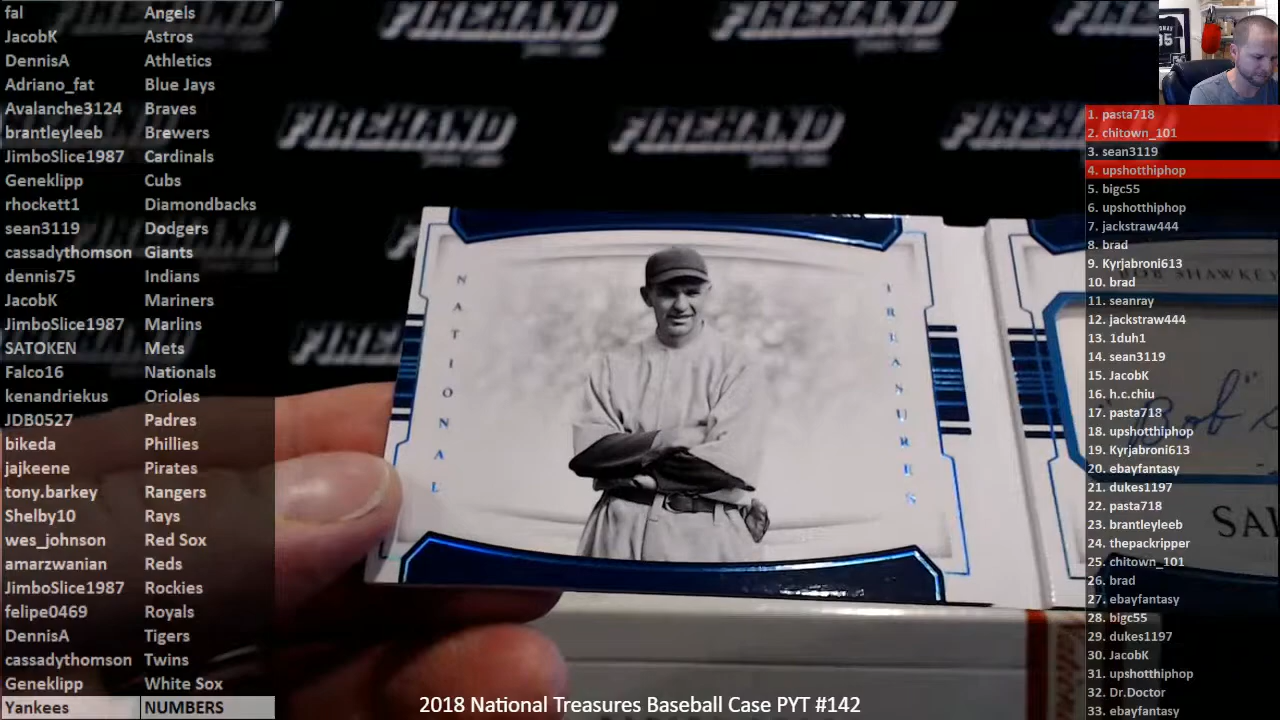 fal Angels
JacobK Astros
DennisA Athletics
Adriano_fat Blue Jays
Avalanche3124 Braves
brantleyleeb Brewers
JimboSlice1987 Cardinals
Geneklipp Cubs
rhockett1 Diamondbacks
sean3119 Dodgers
cassadythomson Giants
dennis75 Indians
JacobK Mariners
JimboSlice1987 Marlins
SATOKEN Mets
Falco16 Nationals
kenandriekus Orioles
JDB0527 Padres
bikeda Phillies
jajkeene Pirates
tony.barkey Rangers
Shelby10 Rays
wes_johnson Red Sox
amarzwanian Reds
JimboSlice1987 Rockies
felipe0469 Royals
DennisA Tigers
cassadythomson Twins
Geneklipp White Sox
Yankees NUMBERS
FIREHAND
FIREHAND
FIREHAND
FIREHAND
NATIONAL
TREASURES
BOB SHAWKEY
"Bob"
2018 National Treasures Baseball Case PYT #142
1. pasta718
2. chitown_101
3. sean3119
4. upshotthiphop
5. bigc55
6. upshotthiphop
7. jackstraw444
8. brad
9. Kyrjabroni613
10. brad
11. seanray
12. jackstraw444
13. 1duh1
14. sean3119
15. JacobK
16. h.c.chiu
17. pasta718
18. upshotthiphop
19. Kyrjabroni613
20. ebayfantasy
21. dukes1197
22. pasta718
23. brantleyleeb
24. thepackripper
25. chitown_101
26. brad
27. ebayfantasy
28. bigc55
29. dukes1197
30. JacobK
31. upshotthiphop
32. Dr.Doctor
33. ebayfantasy